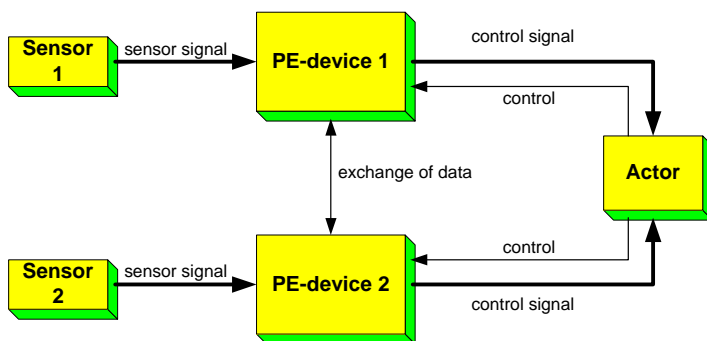 Sensor
1
sensor signal
PE-device 1
control signal
control
exchange of data
Actor
Sensor
2
sensor signal
PE-device 2
control
control signal